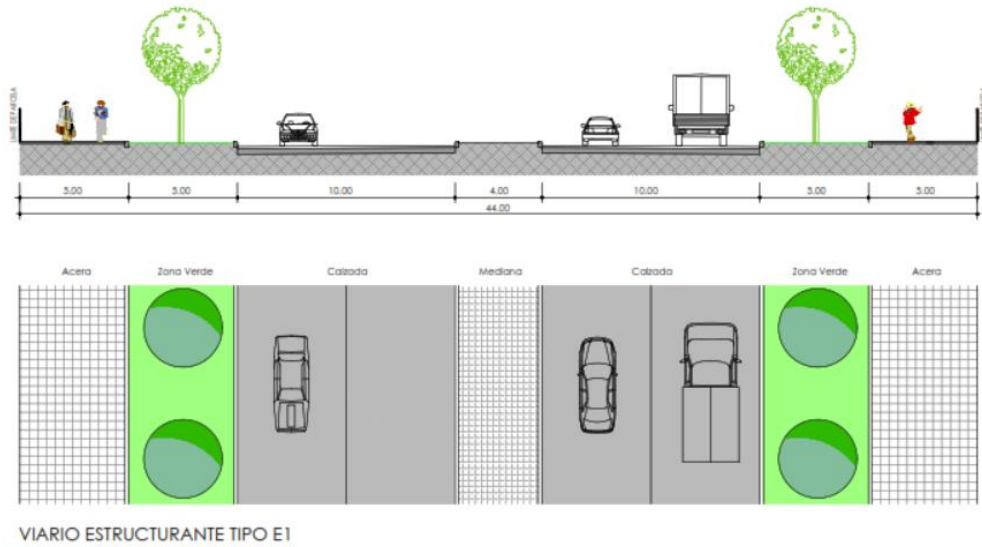 5.00 5.00 10.00 4.00 10.00 5.00 5.00
44.00
Acera Zona Verde Calzada Mediana Calzada Zona Verde Acera
VIARIO ESTRUCTURANTE TIPO E1